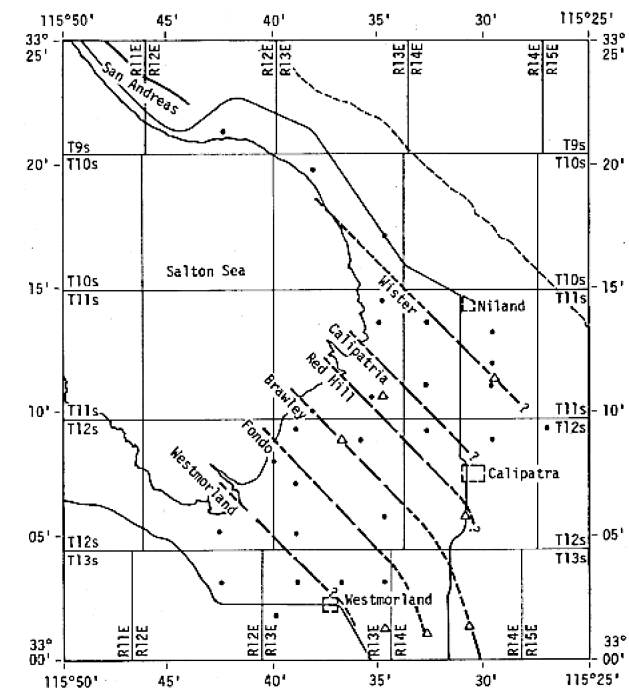 115°50' 40' 35' 30' 115°25'
33°
25'
33°
25'
R11E
R12E
R12E
R13E
R13E
R14E
R14E
R15E
San Andreas
T9s
T10s
T9s
T10s
20'
20'
Salton Sea
T10s
T11s
T10s
T11s
15'
15'
Wister
Niland
Calipatria
Red Hill
Brawley
Fondo
Westmorland
?
10'
10'
T11s
T12s
T11s
T12s
?
Calipatra
?
05'
05'
T12s
T13s
T12s
T13s
?
Westmorland
R11E
R12E
R12E
R13E
R13E
R14E
R14E
R15E
33°
00'
33°
00'
115°50' 45' 40' 35' 30' 115°25'